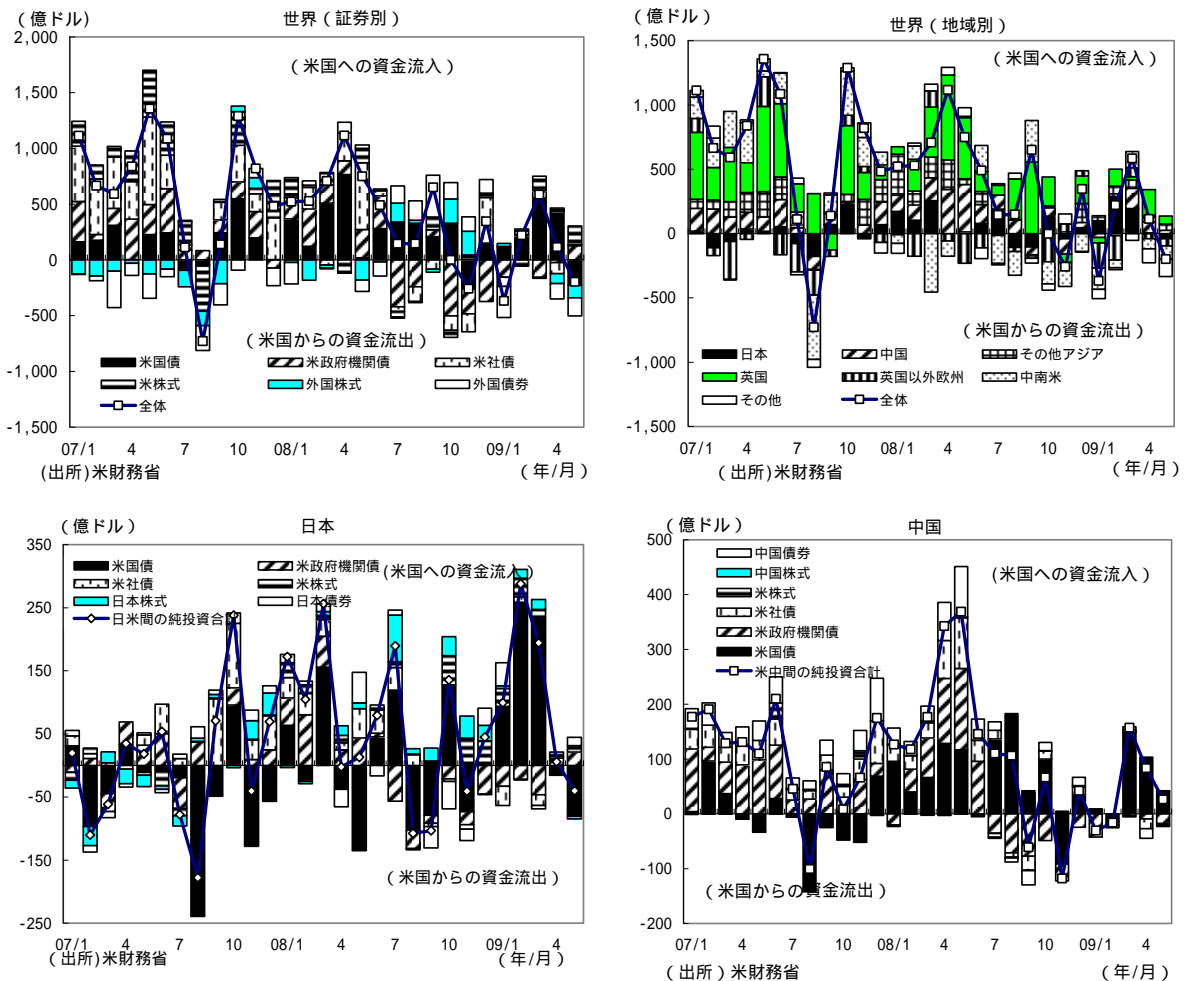 （億ドル）
世界（証券別）
2,000
1,500
1,000
500
0
-500
-1,000
-1,500
（米国への資金流入）
（米国からの資金流出）
米国債
米政府機関債
米社債
米株式
外国株式
外国債券
全体
07/1 4 7 10 08/1 4 7 10 09/1 4
(出所)米財務省
（年/月）
（億ドル）
世界（地域別）
1,500
1,000
500
0
-500
-1,000
-1,500
（米国への資金流入）
（米国からの資金流出）
日本
中国
その他アジア
英国
英国以外欧州
中南米
その他
全体
07/1 4 7 10 08/1 4 7 10 09/1 4
(出所)米財務省
（年/月）
（億ドル）
日本
350
250
150
50
-50
-150
-250
米国債
米政府機関債
米社債
米株式
日本株式
日本債券
日米間の純投資合計
(米国への資金流入)
（米国からの資金流出）
07/1 4 7 10 08/1 4 7 10 09/1 4
（出所)米財務省
（年/月）
（億ドル）
中国
500
400
300
200
100
0
-100
-200
中国債券
中国株式
米株式
米社債
米政府機関債
米国債
米中間の純投資合計
(米国への資金流入）
（米国からの資金流出）
07/1 4 7 10 08/1 4 7 10 09/1 4
（出所）米財務省
（年/月）